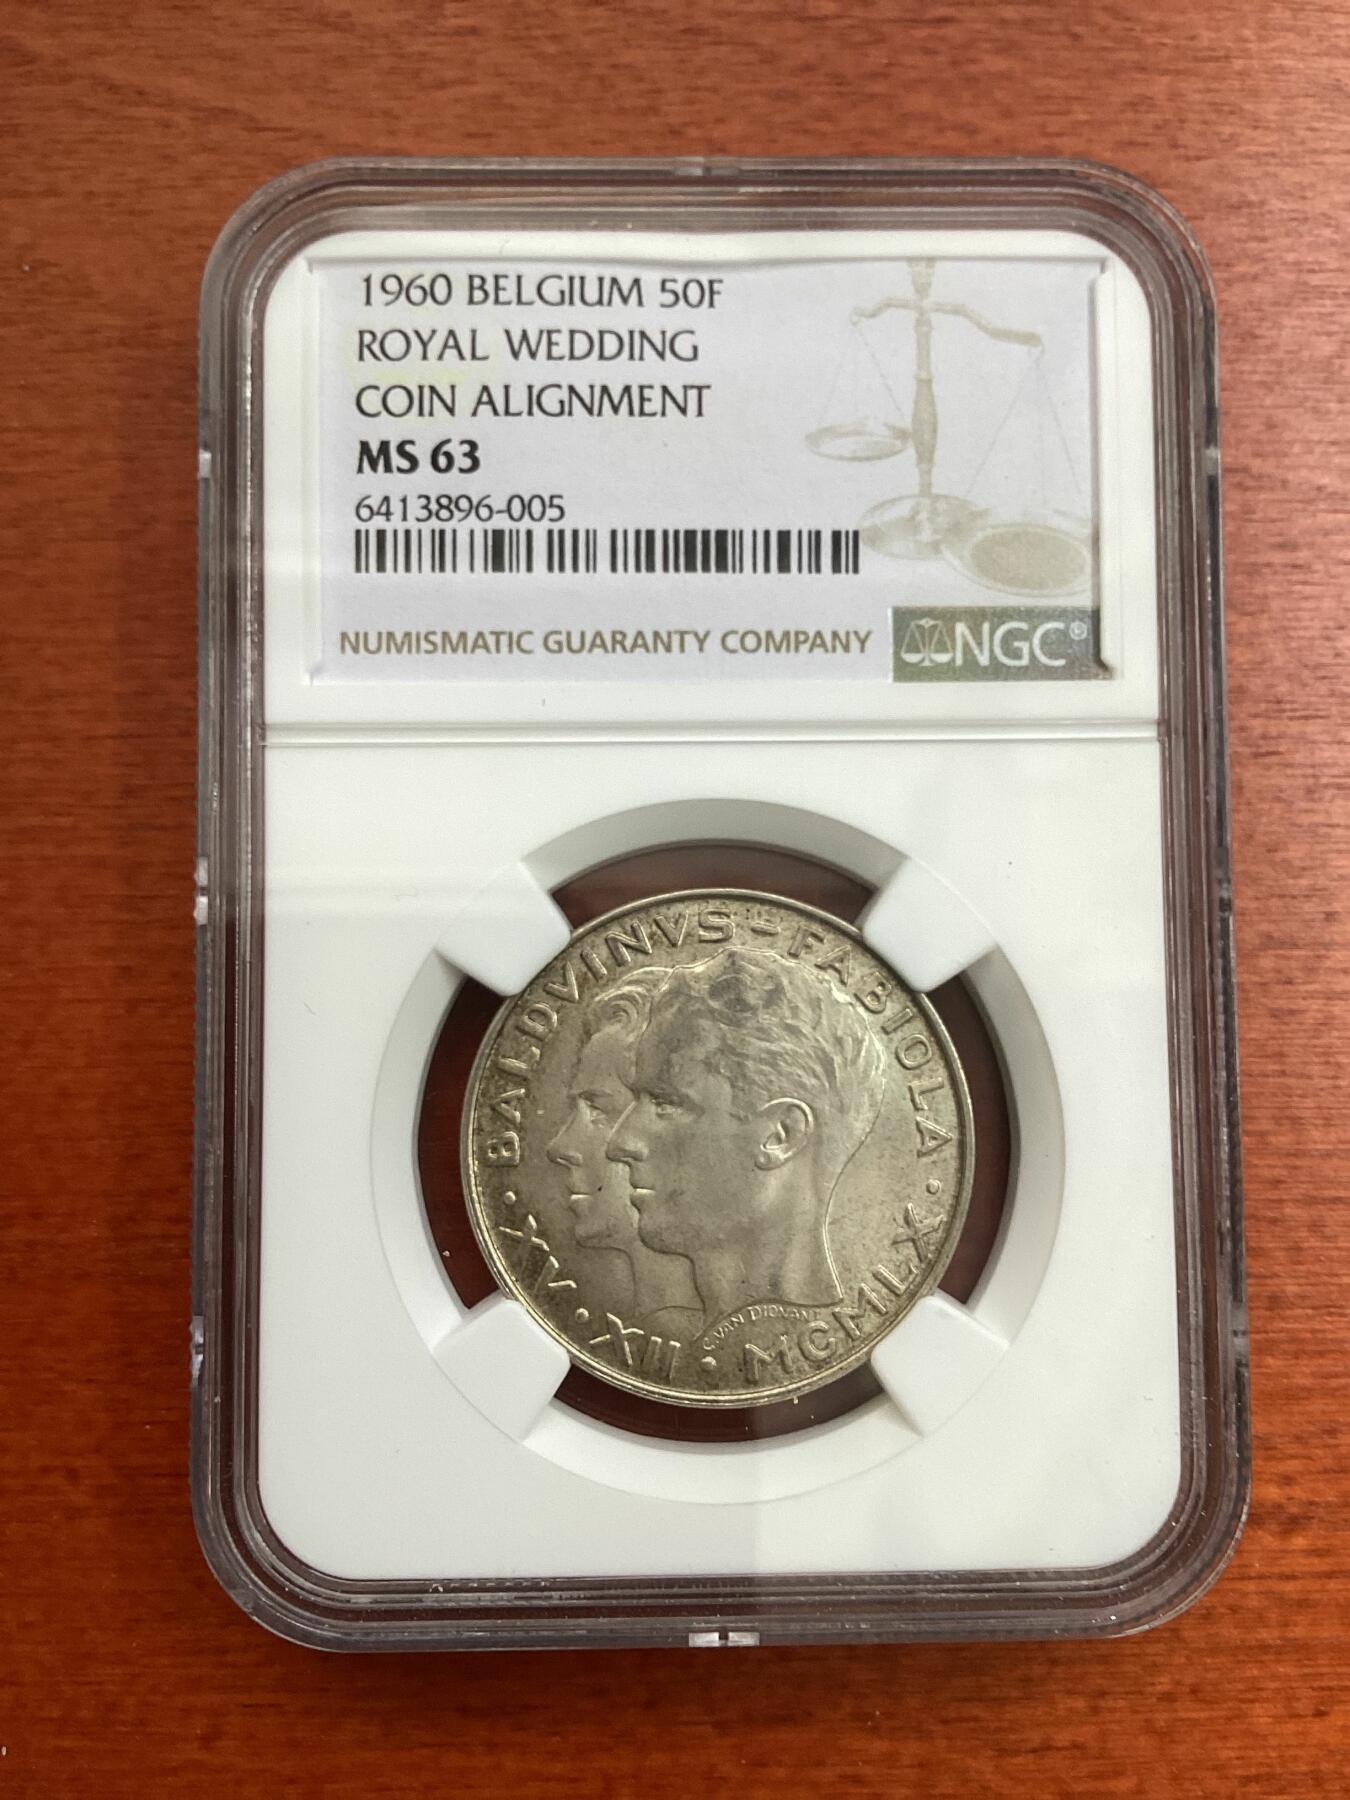 1960 BELGIUM 50F
ROYAL WEDDING
COIN ALIGNMENT
MS 63
6413896-005
NUMISMATIC GUARANTY COMPANY
NGC®
BALDVINVS - FABIOLA · MCMLX · XII · XV ·
C. VAN DIONANT